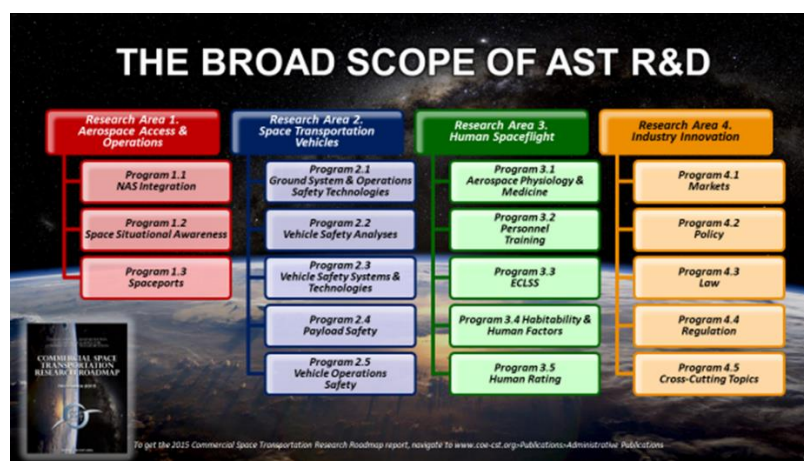 THE BROAD SCOPE OF AST R&D
Research Area 1.
Aerospace Access &
Operations
Program 1.1
NAS Integration
Program 1.2
Space Situational Awareness
Program 1.3
Spaceports
Research Area 2.
Space Transportation
Vehicles
Program 2.1
Ground System & Operations
Safety Technologies
Program 2.2
Vehicle Safety Analyses
Program 2.3
Vehicle Safety Systems &
Technologies
Program 2.4
Payload Safety
Program 2.5
Vehicle Operations
Safety
Research Area 3.
Human Spaceflight
Program 3.1
Aerospace Physiology &
Medicine
Program 3.2
Personnel
Training
Program 3.3
ECLSS
Program 3.4 Habitability &
Human Factors
Program 3.5
Human Rating
Research Area 4.
Industry Innovation
Program 4.1
Markets
Program 4.2
Policy
Program 4.3
Law
Program 4.4
Regulation
Program 4.5
Cross-Cutting Topics
COMMERCIAL SPACE
TRANSPORTATION
RESEARCH ROADMAP
To get the 2015 Commercial Space Transportation Research Roadmap report, navigate to www.coe-cst.org>Publications>Administrative Publications